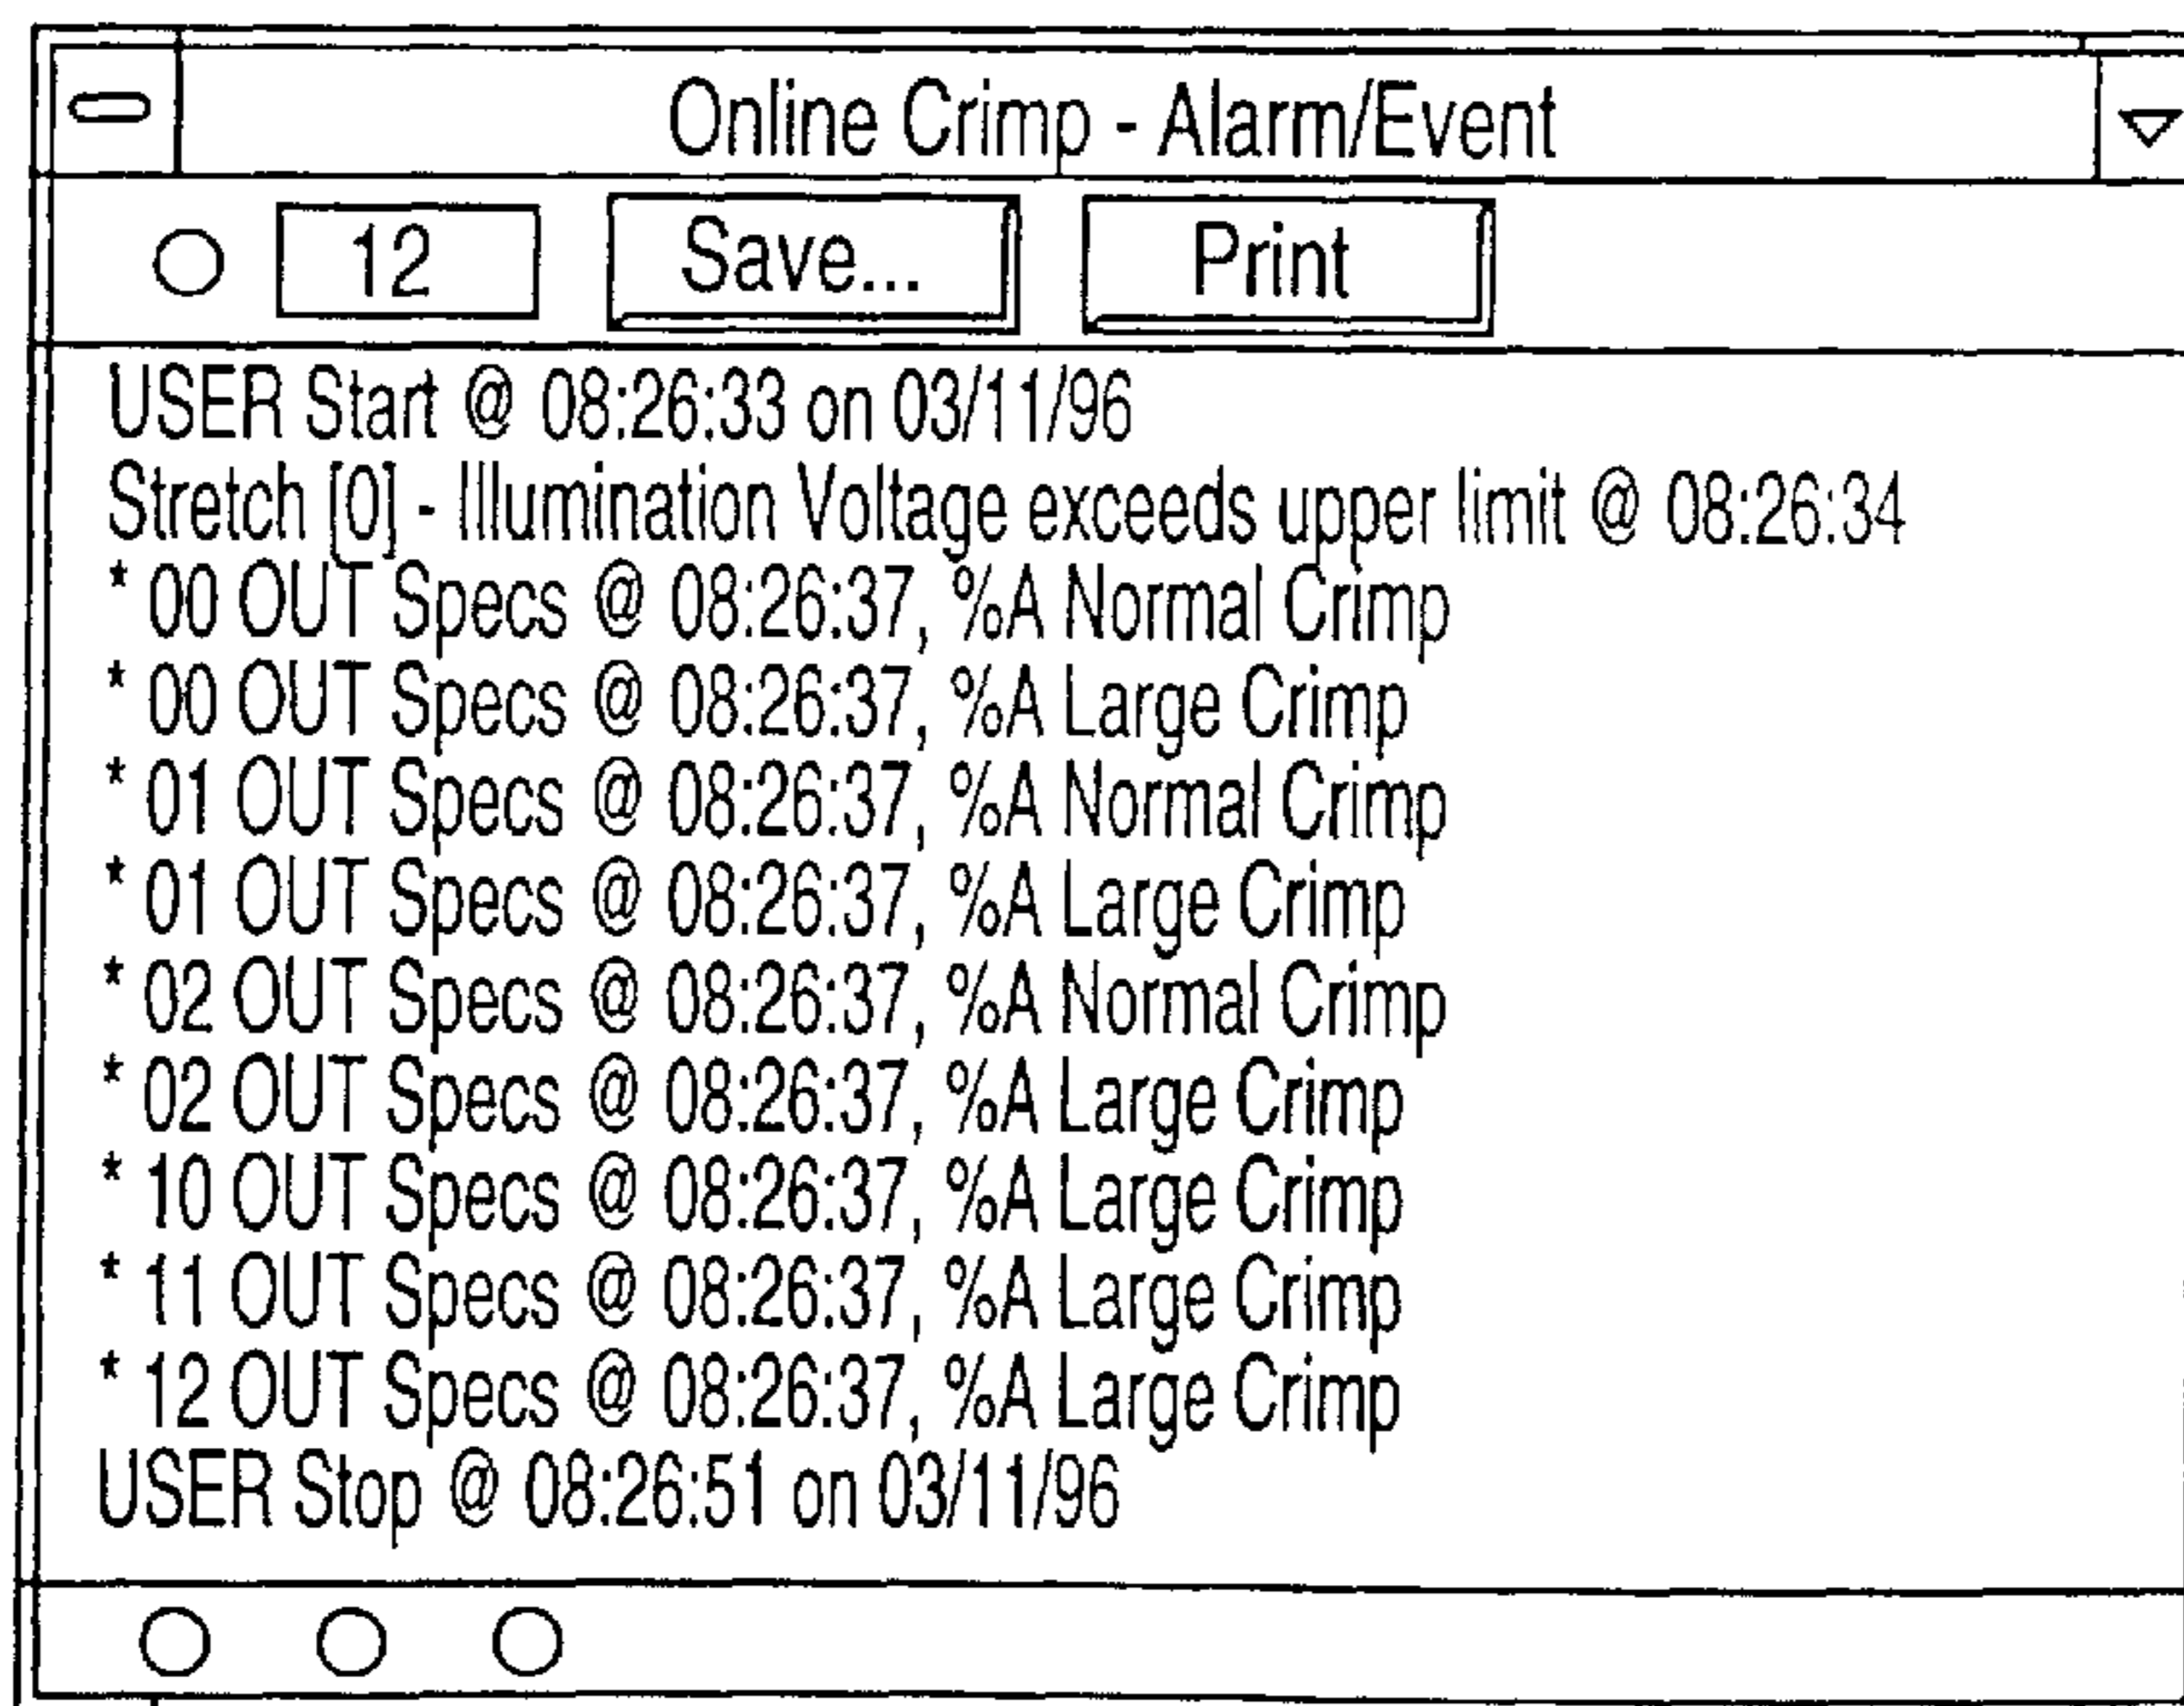 Online Crimp - Alarm/Event
12 Save... Print
USER Start @ 08:26:33 on 03/11/96
Stretch [0] - Illumination Voltage exceeds upper limit @ 08:26:34
* 00 OUT Specs @ 08:26:37, %A Normal Crimp
* 00 OUT Specs @ 08:26:37, %A Large Crimp
* 01 OUT Specs @ 08:26:37, %A Normal Crimp
* 01 OUT Specs @ 08:26:37, %A Large Crimp
* 02 OUT Specs @ 08:26:37, %A Normal Crimp
* 02 OUT Specs @ 08:26:37, %A Large Crimp
* 10 OUT Specs @ 08:26:37, %A Large Crimp
* 11 OUT Specs @ 08:26:37, %A Large Crimp
* 12 OUT Specs @ 08:26:37, %A Large Crimp
USER Stop @ 08:26:51 on 03/11/96